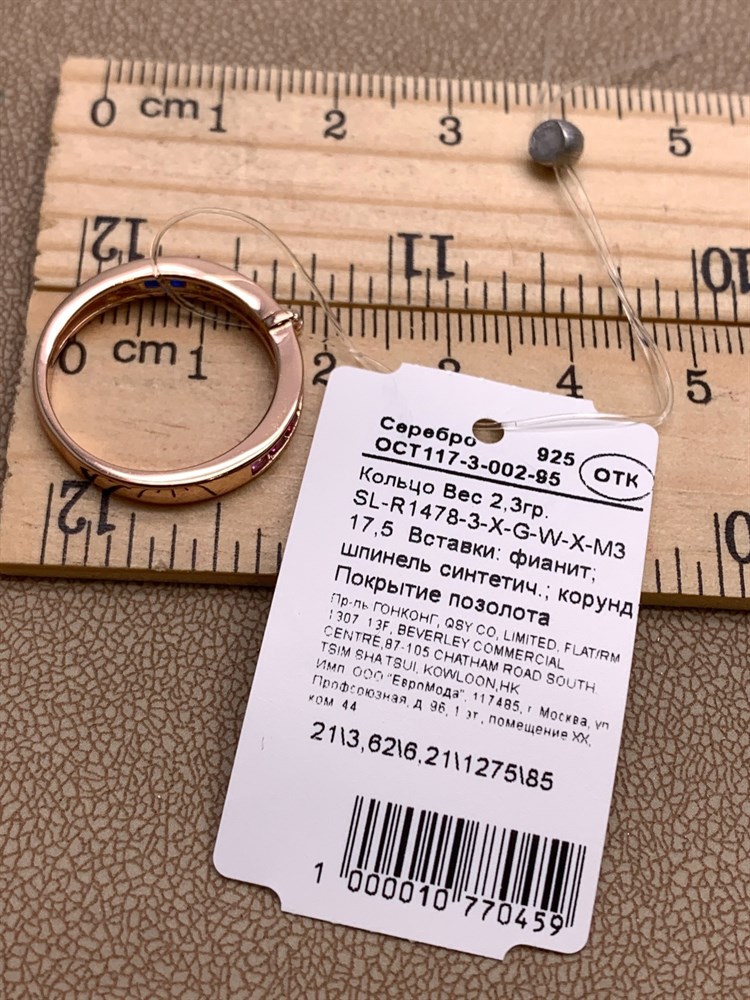 0 cm 1 2 3 5
12 11 10
0 cm 1 2 4 5
12
Серебро 925
ОСТ117-3-002-95 ОТК
Кольцо Вес 2,3гр.
SL-R1478-3-X-G-W-X-M3
17,5 Вставки: фианит;
шпинель синтетич.; корунд
Покрытие позолота
Пр-ль ГОНКОНГ, QSY CO, LIMITED, FLAT/RM
1307 13F, BEVERLEY COMMERCIAL
CENTRE,87-105 CHATHAM ROAD SOUTH,
TSIM SHA TSUI, KOWLOON,HK
Имп. ООО "ЕвроМода", 117485, г. Москва, ул
Профсоюзная, д. 96, 1 эт., помещение XX,
ком. 44
21\3,62\6,21\1275\85
1 000010 770459